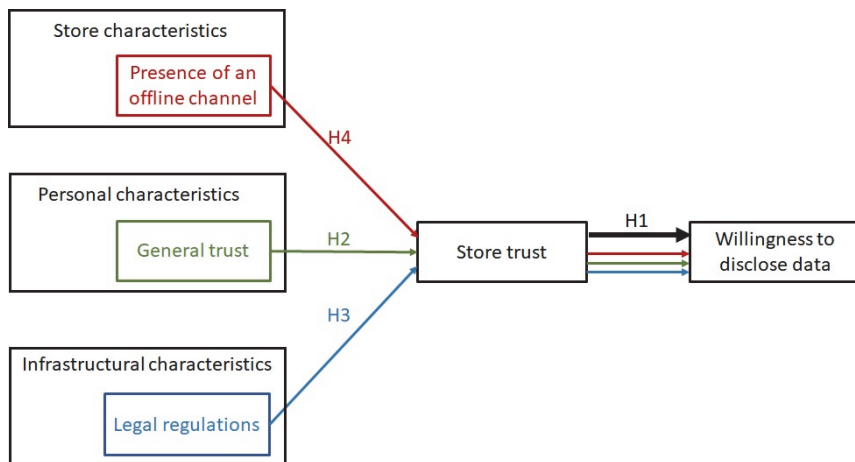 Store characteristics
Presence of an
offline channel
H4
Personal characteristics
General trust
H2
Store trust
H1
Willingness to
disclose data
H3
Infrastructural characteristics
Legal regulations